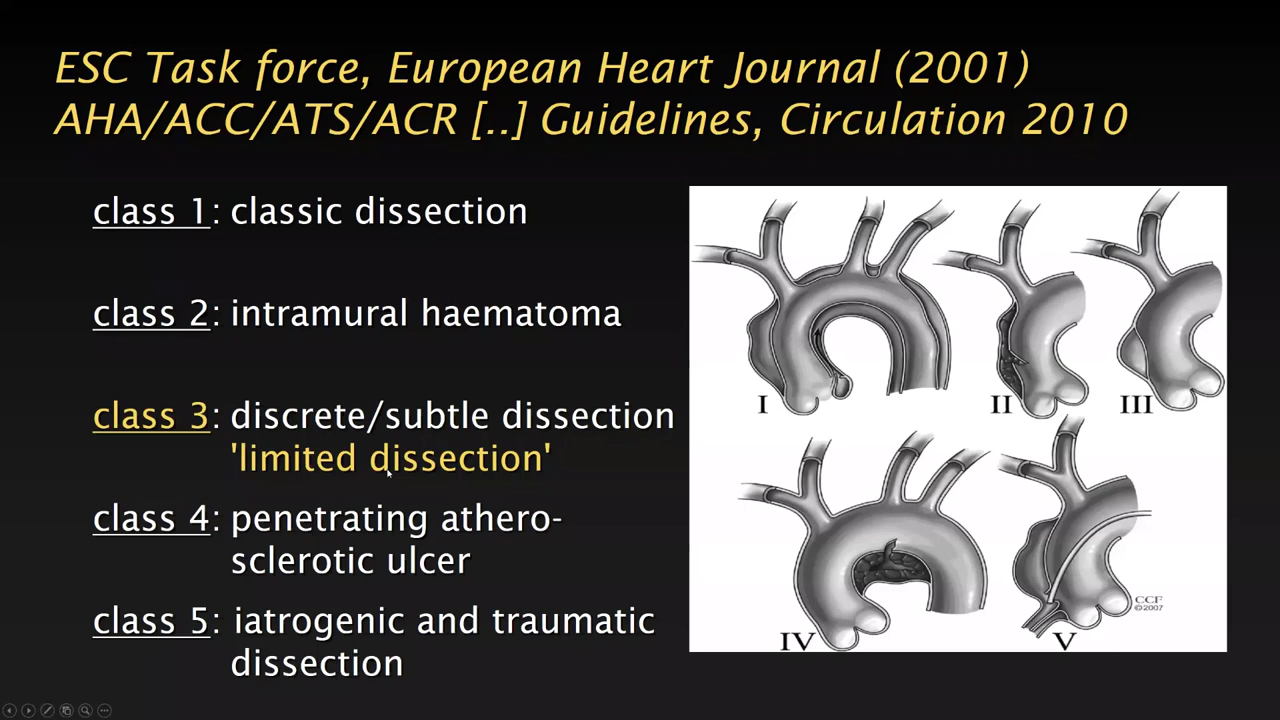 ESC Task force, European Heart Journal (2001)
AHA/ACC/ATS/ACR [..] Guidelines, Circulation 2010
class 1: classic dissection
class 2: intramural haematoma
class 3: discrete/subtle dissection
'limited dissection'
class 4: penetrating athero-
sclerotic ulcer
class 5: iatrogenic and traumatic
dissection
I
II
III
IV
V
CCF
©2007